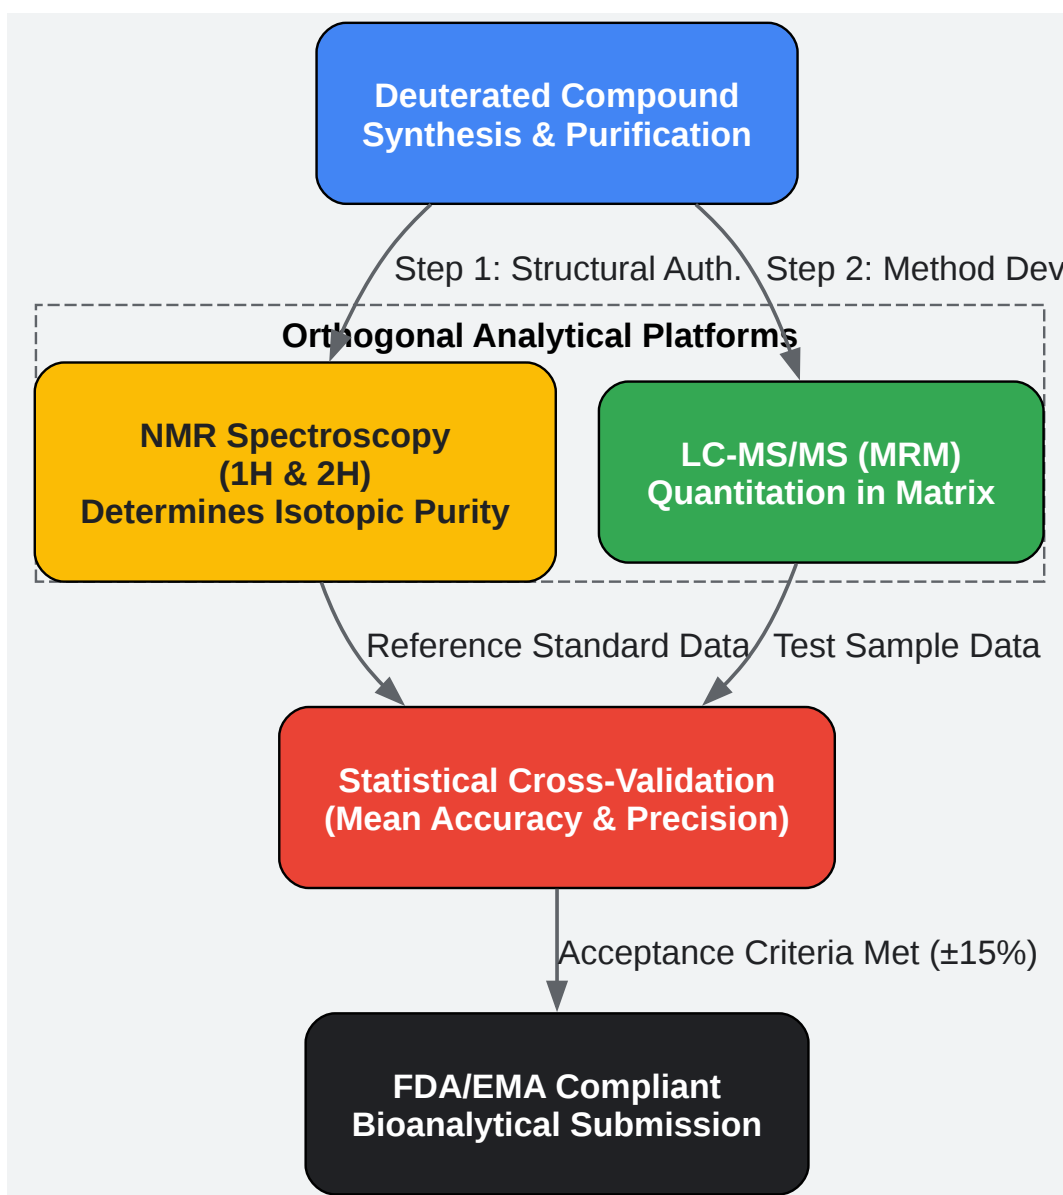 Deuterated Compound
Synthesis & Purification
Step 1: Structural Auth.
Step 2: Method Dev
Orthogonal Analytical Platforms
NMR Spectroscopy
(1H & 2H)
Determines Isotopic Purity
LC-MS/MS (MRM)
Quantitation in Matrix
Reference Standard Data
Test Sample Data
Statistical Cross-Validation
(Mean Accuracy & Precision)
Acceptance Criteria Met (±15%)
FDA/EMA Compliant
Bioanalytical Submission